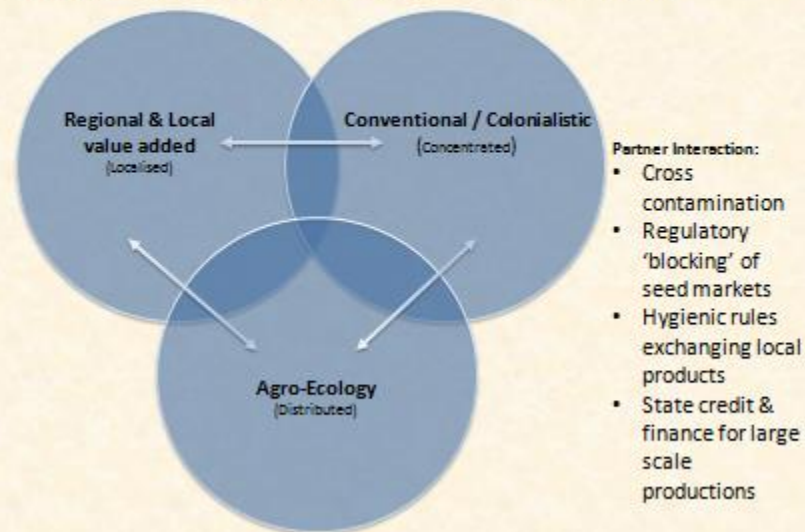 Regional & Local
value added
(Localised)
Conventional / Colonialistic
(Concentrated)
Agro-Ecology
(Distributed)
Partner Interaction:
• Cross
contamination
• Regulatory
‘blocking’ of
seed markets
• Hygienic rules
exchanging local
products
• State credit &
finance for large
scale
productions